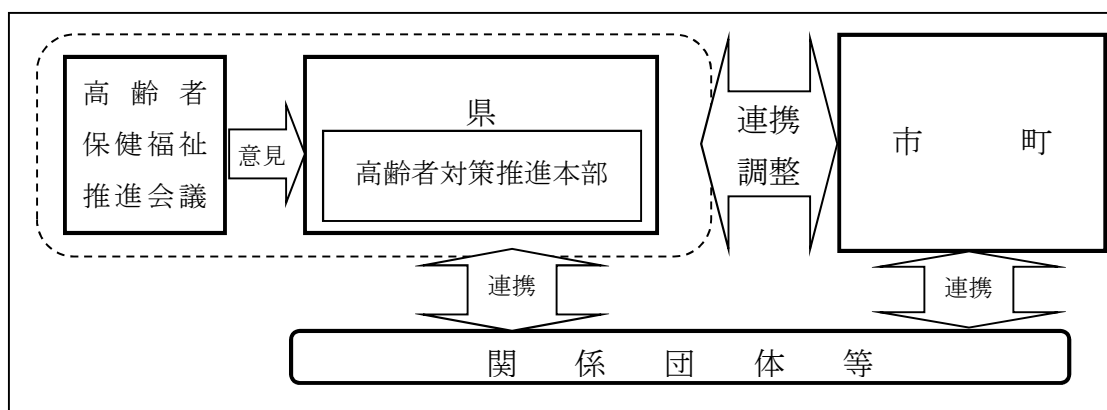 高齢者
保健福祉
推進会議
意見
県
高齢者対策推進本部
連携
調整
市町
連携
連携
関係団体等